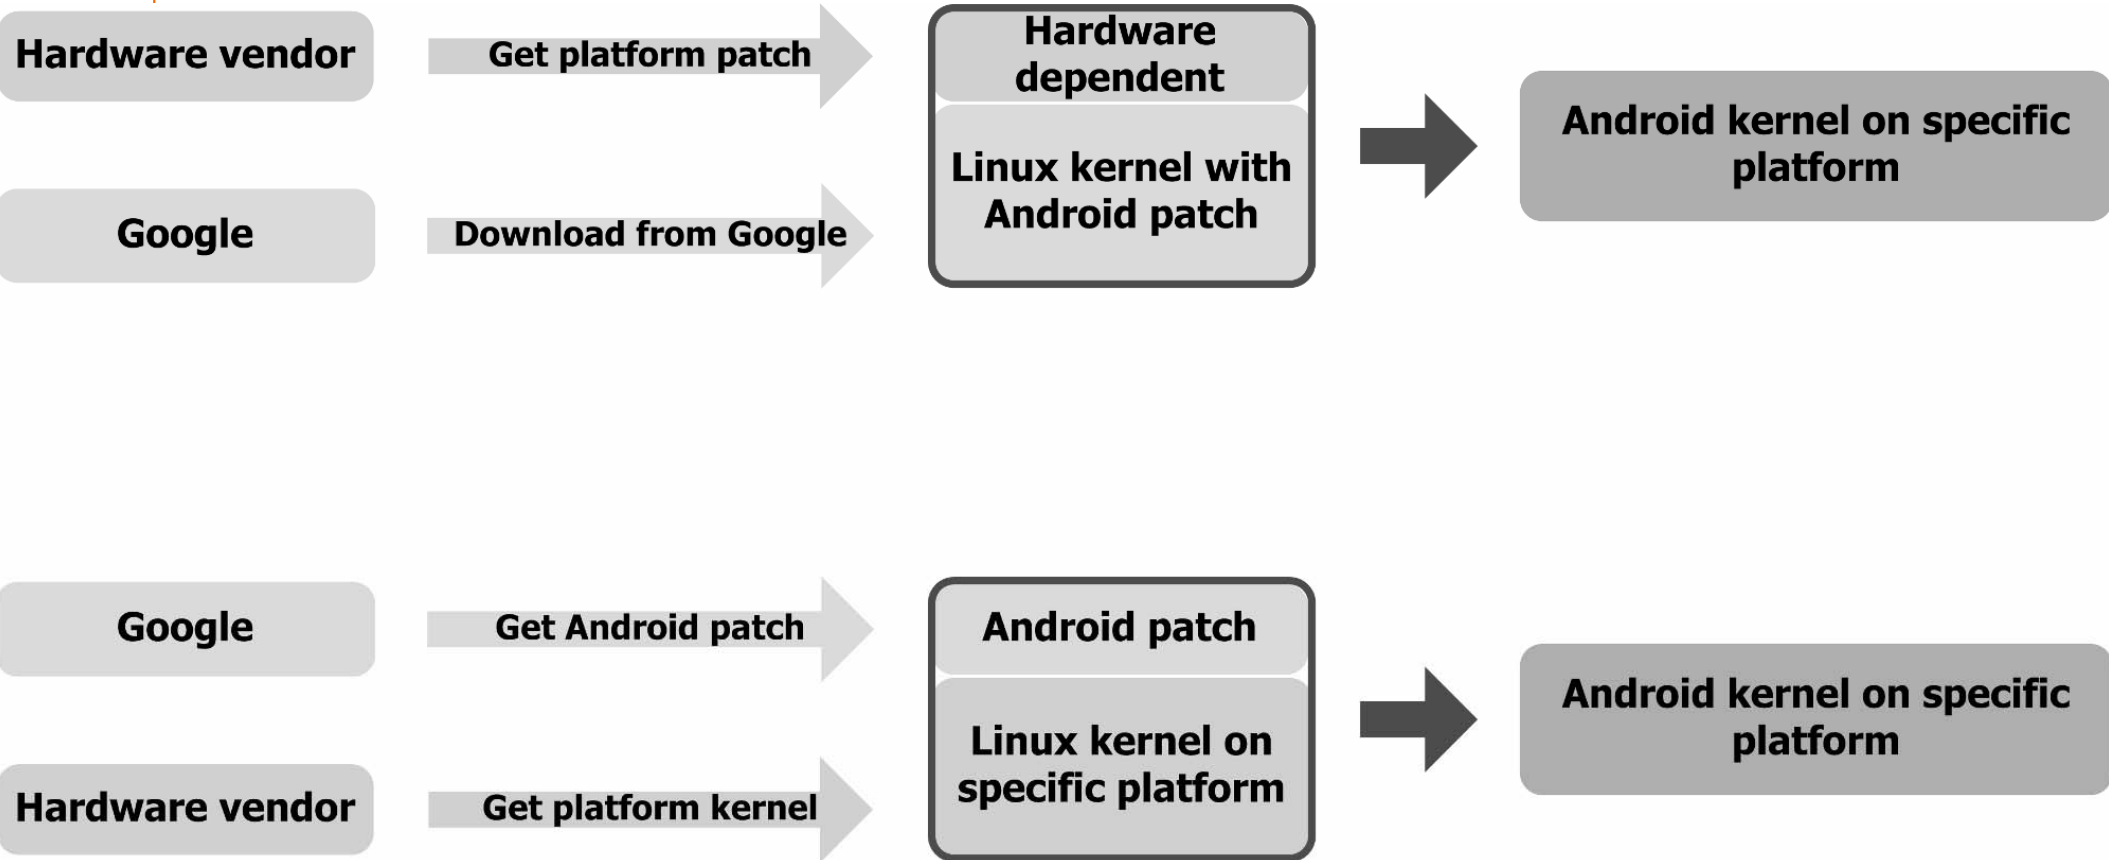 Hardware vendor
Get platform patch
Hardware
dependent
Google
Download from Google
Linux kernel with
Android patch
Android kernel on specific
platform
Google
Get Android patch
Android patch
Hardware vendor
Get platform kernel
Linux kernel on
specific platform
Android kernel on specific
platform